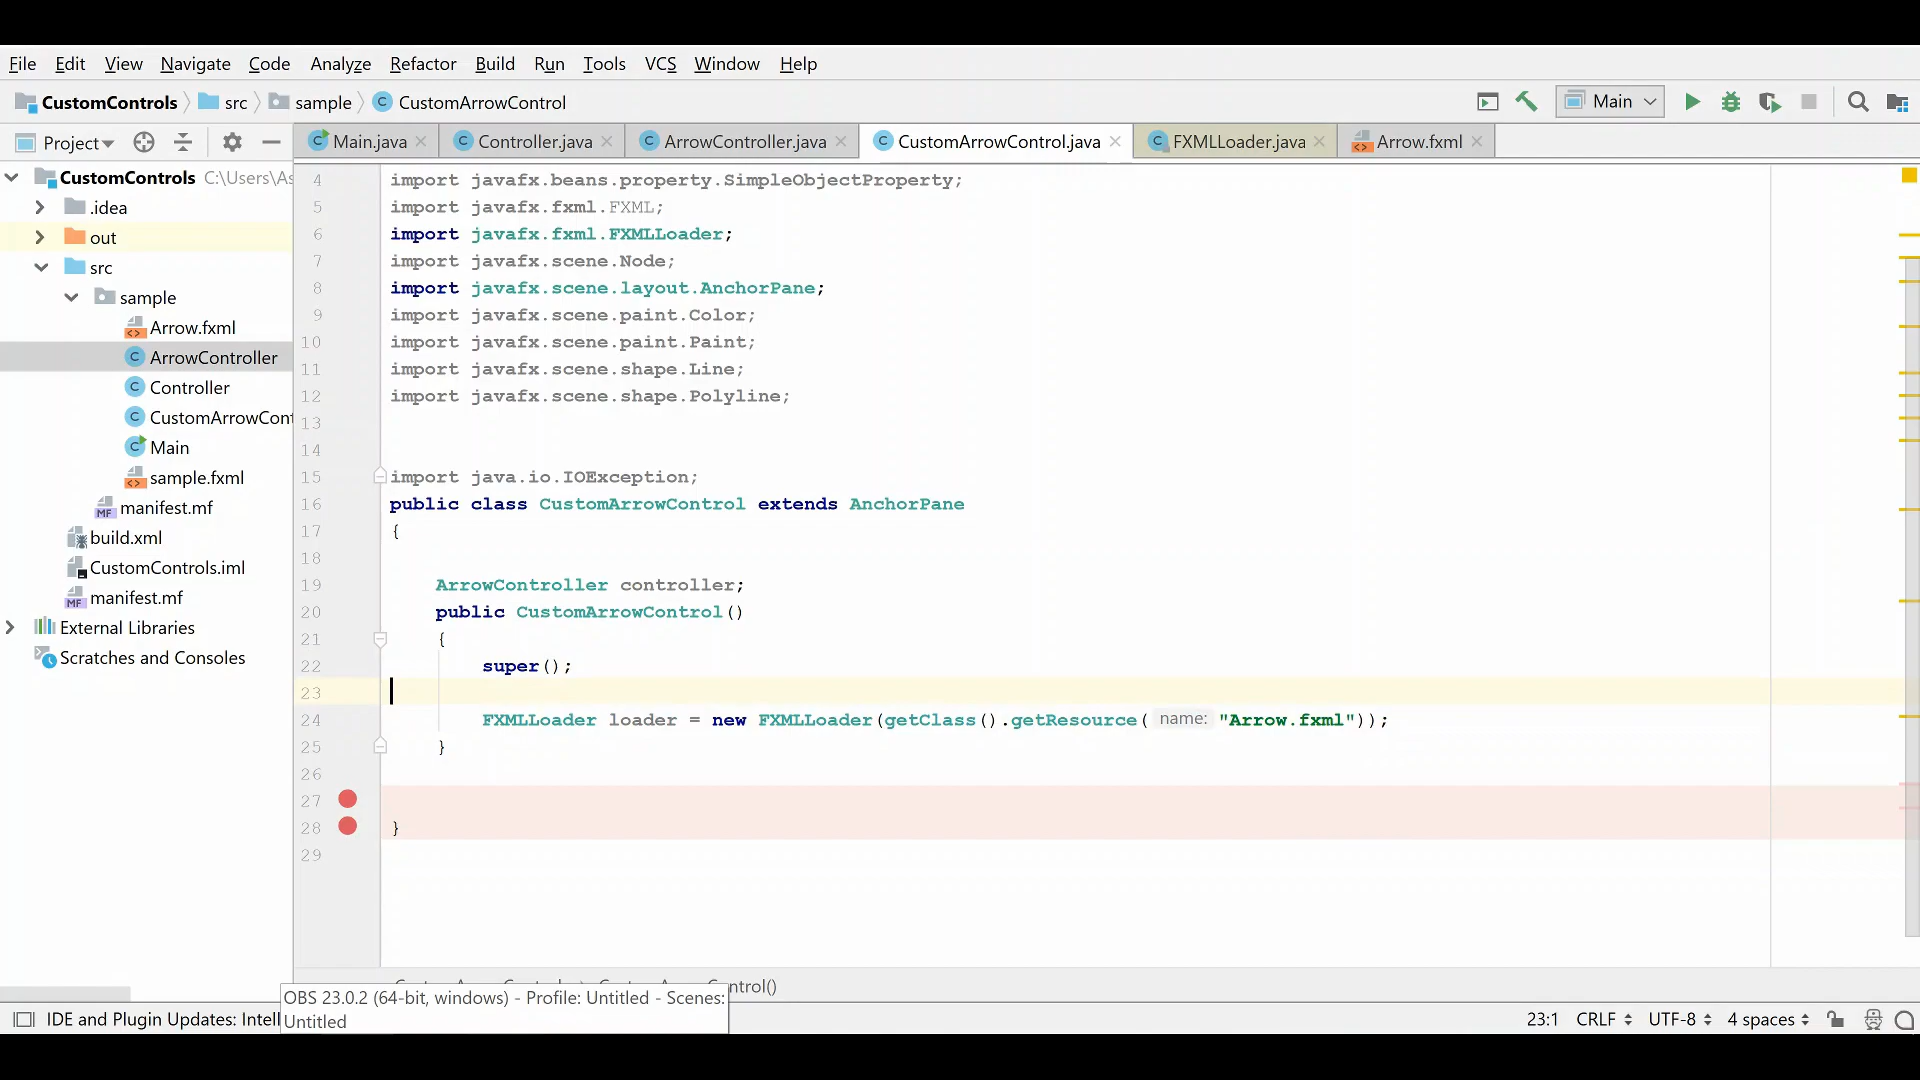 File Edit View Navigate Code Analyze Refactor Build Run Tools VCS Window Help
CustomControls src sample CustomArrowControl Main
Project Main.java Controller.java ArrowController.java CustomArrowControl.java FXMLLoader.java Arrow.fxml
CustomControls C:\Users\As
.idea
out
src
sample
Arrow.fxml
ArrowController
Controller
CustomArrowCont
Main
sample.fxml
manifest.mf
build.xml
CustomControls.iml
manifest.mf
External Libraries
Scratches and Consoles
4 import javafx.beans.property.SimpleObjectProperty;
5 import javafx.fxml.FXML;
6 import javafx.fxml.FXMLLoader;
7 import javafx.scene.Node;
8 import javafx.scene.layout.AnchorPane;
9 import javafx.scene.paint.Color;
10 import javafx.scene.paint.Paint;
11 import javafx.scene.shape.Line;
12 import javafx.scene.shape.Polyline;
13
14
15 import java.io.IOException;
16 public class CustomArrowControl extends AnchorPane
17 {
18
19 ArrowController controller;
20 public CustomArrowControl()
21 {
22 super();
23
24 FXMLLoader loader = new FXMLLoader(getClass().getResource( name: "Arrow.fxml"));
25 }
26
27
28 }
29
OBS 23.0.2 (64-bit, windows) - Profile: Untitled - Scenes:
Untitled
IDE and Plugin Updates: Intell 23:1 CRLF UTF-8 4 spaces